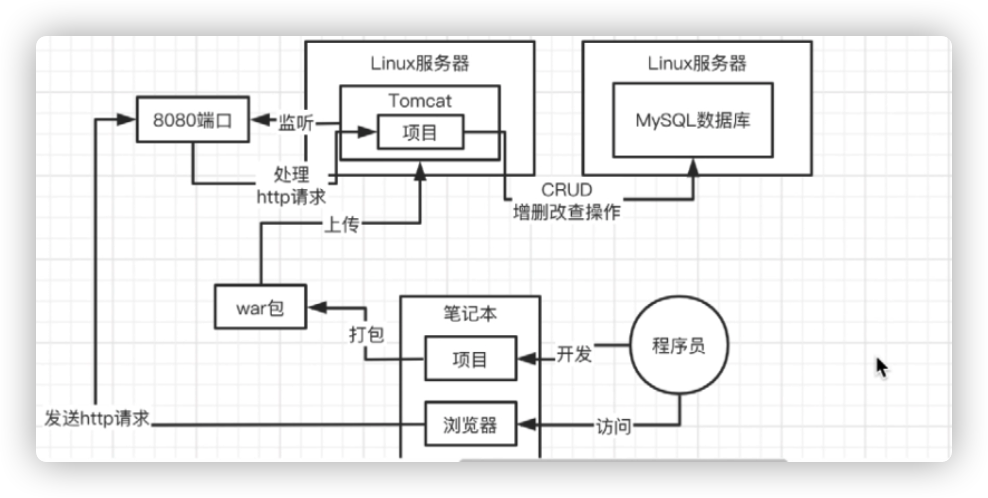 Linux服务器
Linux服务器
Tomcat
8080端口
监听
项目
MySQL数据库
处理
http请求
CRUD
增删改查操作
上传
war包
笔记本
打包
项目
开发
程序员
发送http请求
浏览器
访问